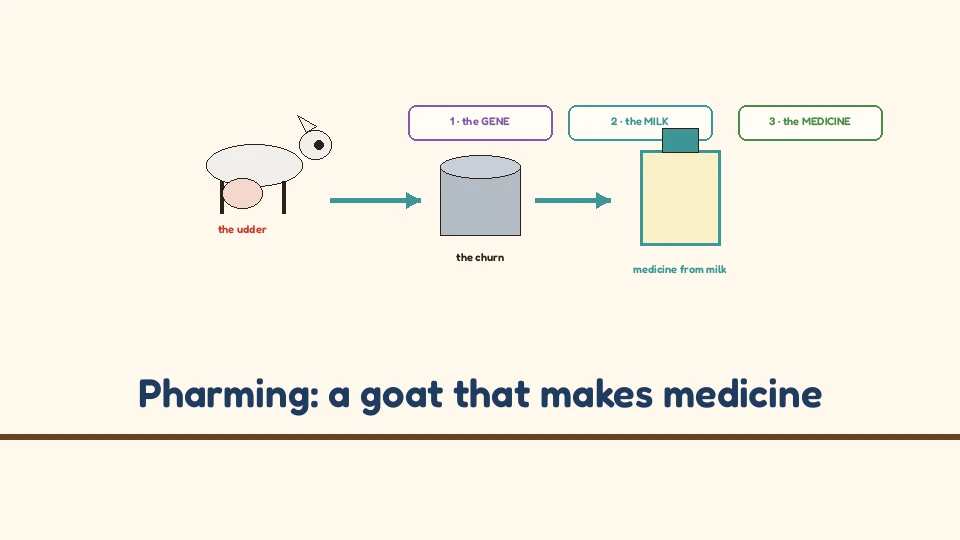 1 · the GENE
2 · the MILK
3 · the MEDICINE
the udder
the churn
medicine from milk
Pharming: a goat that makes medicine